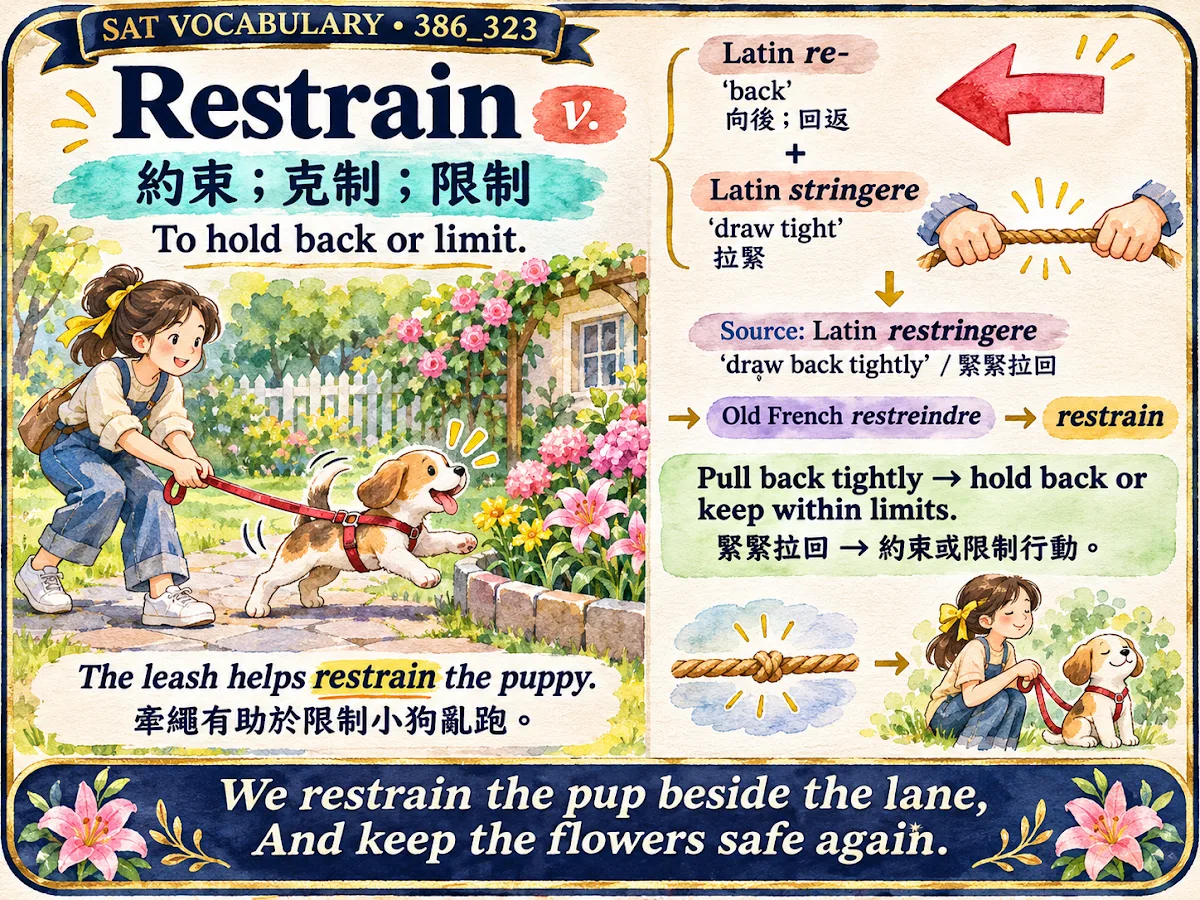 SAT VOCABULARY • 386_323
Restrain v.
約束；克制；限制
To hold back or limit.
The leash helps restrain the puppy.
牽繩有助於限制小狗亂跑。
Latin re-
‘back’
向後；回返
+
Latin stringere
‘draw tight’
拉緊
Source: Latin restringere
‘draw back tightly’ / 緊緊拉回
→ Old French restreindre → restrain
Pull back tightly → hold back or
keep within limits.
緊緊拉回 → 約束或限制行動。
We restrain the pup beside the lane,
And keep the flowers safe again.